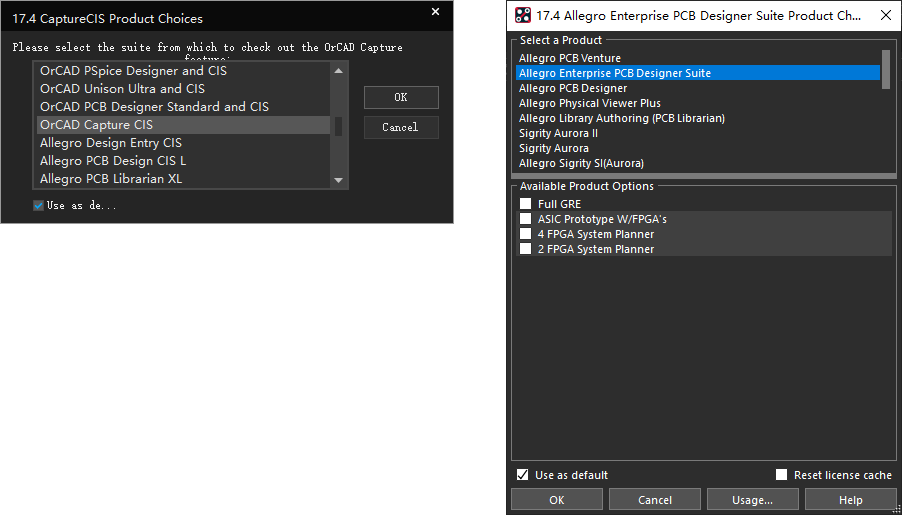 17.4 CaptureCIS Product Choices
Please select the suite from which to check out the OrCAD Capture
feature:
OrCAD PSpice Designer and CIS
OrCAD Unison Ultra and CIS
OrCAD PCB Designer Standard and CIS
OrCAD Capture CIS
Allegro Design Entry CIS
Allegro PCB Design CIS L
Allegro PCB Librarian XL
OK
Cancel
Use as de...
17.4 Allegro Enterprise PCB Designer Suite Product Ch...
Select a Product
Allegro PCB Venture
Allegro Enterprise PCB Designer Suite
Allegro PCB Designer
Allegro Physical Viewer Plus
Allegro Library Authoring (PCB Librarian)
Sigrity Aurora II
Sigrity Aurora
Allegro Sigrity SI(Aurora)
Available Product Options
Full GRE
ASIC Prototype W/FPGA's
4 FPGA System Planner
2 FPGA System Planner
Use as default
Reset license cache
OK
Cancel
Usage...
Help